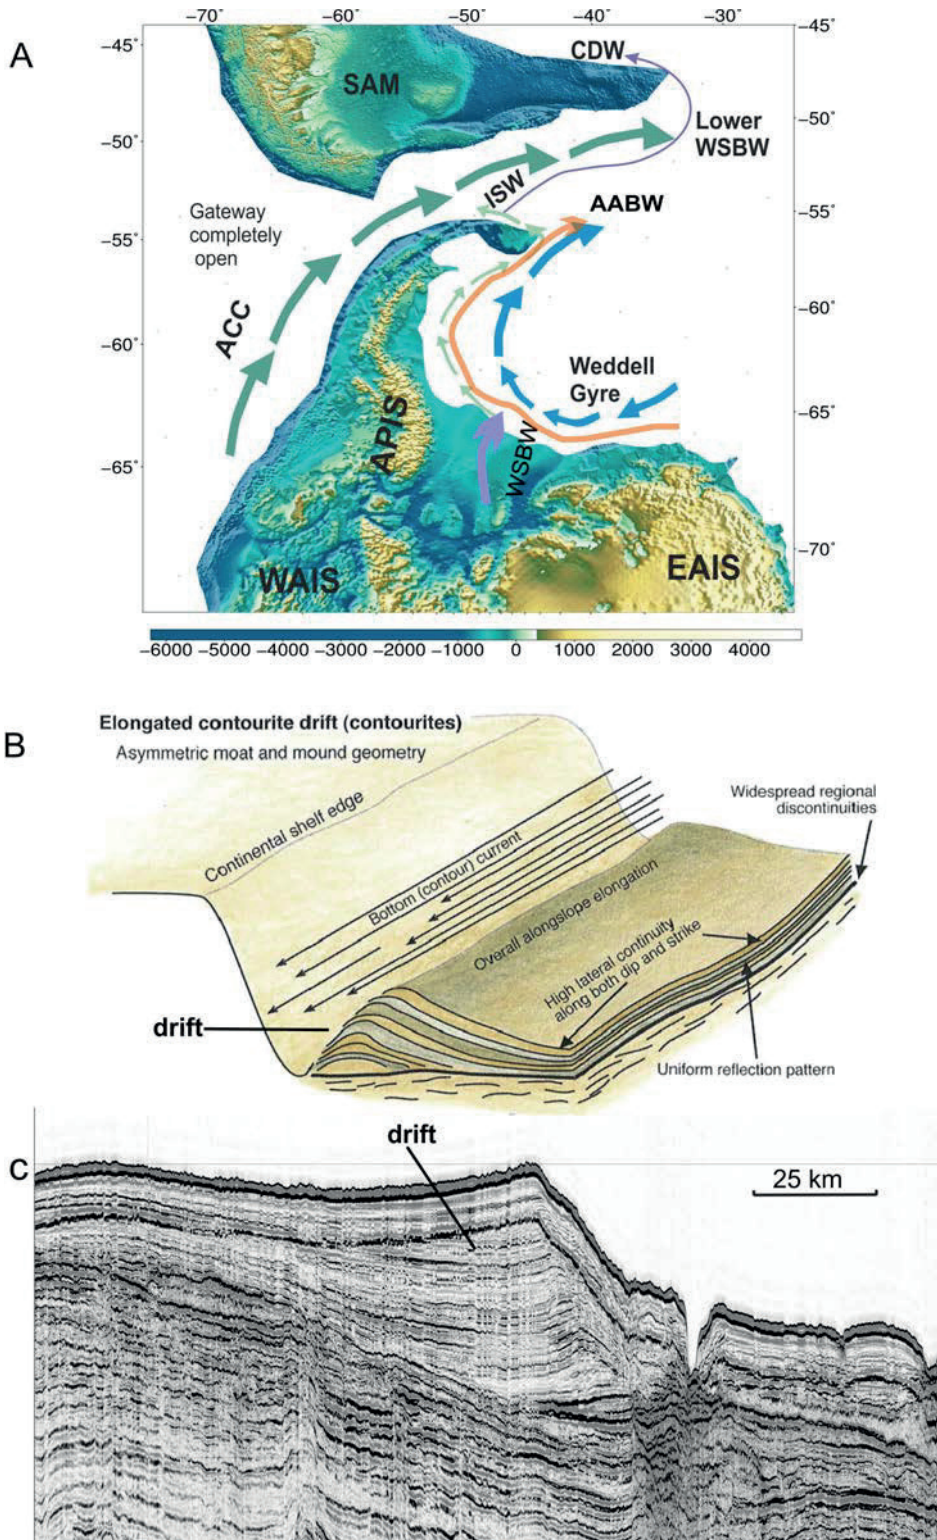 −70° −60° −50° −40° −30°
A
−45° −45°
CDW
SAM
Lower
WSBW
−50° −50°
ISW
AABW
Gateway
completely
open
−55° −55°
ACC
−60° −60°
Weddell
Gyre
APIS
WSBW
−65° −65°
−70°
WAIS
EAIS
−6000 −5000 −4000 −3000 −2000 −1000 0 1000 2000 3000 4000
B
Elongated contourite drift (contourites)
Asymmetric moat and mound geometry
Widespread regional
discontinuities
Continental shelf edge
Bottom (contour) current
Overall alongslope elongation
High lateral continuity
along both dip and strike
drift
Uniform reflection pattern
C
drift
25 km